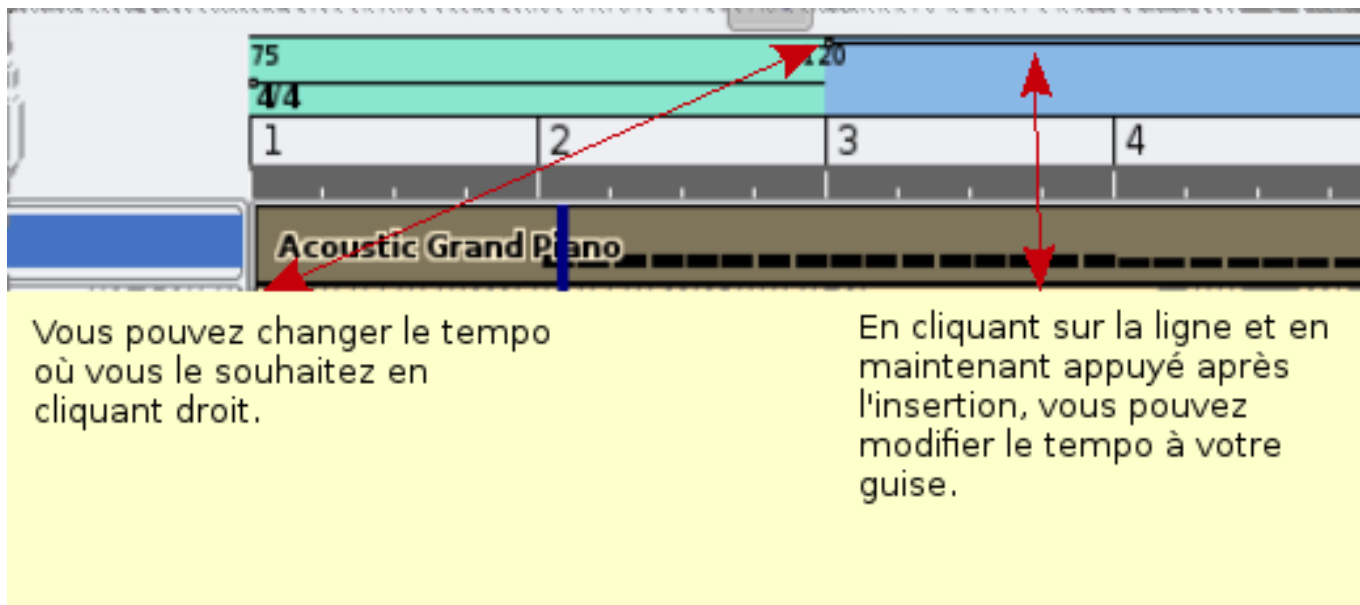 75
120
4/4
1 2 3 4
Acoustic Grand Piano
Vous pouvez changer le tempo
où vous le souhaitez en
cliquant droit.
En cliquant sur la ligne et en
maintenant appuyé après
l'insertion, vous pouvez
modifier le tempo à votre
guise.